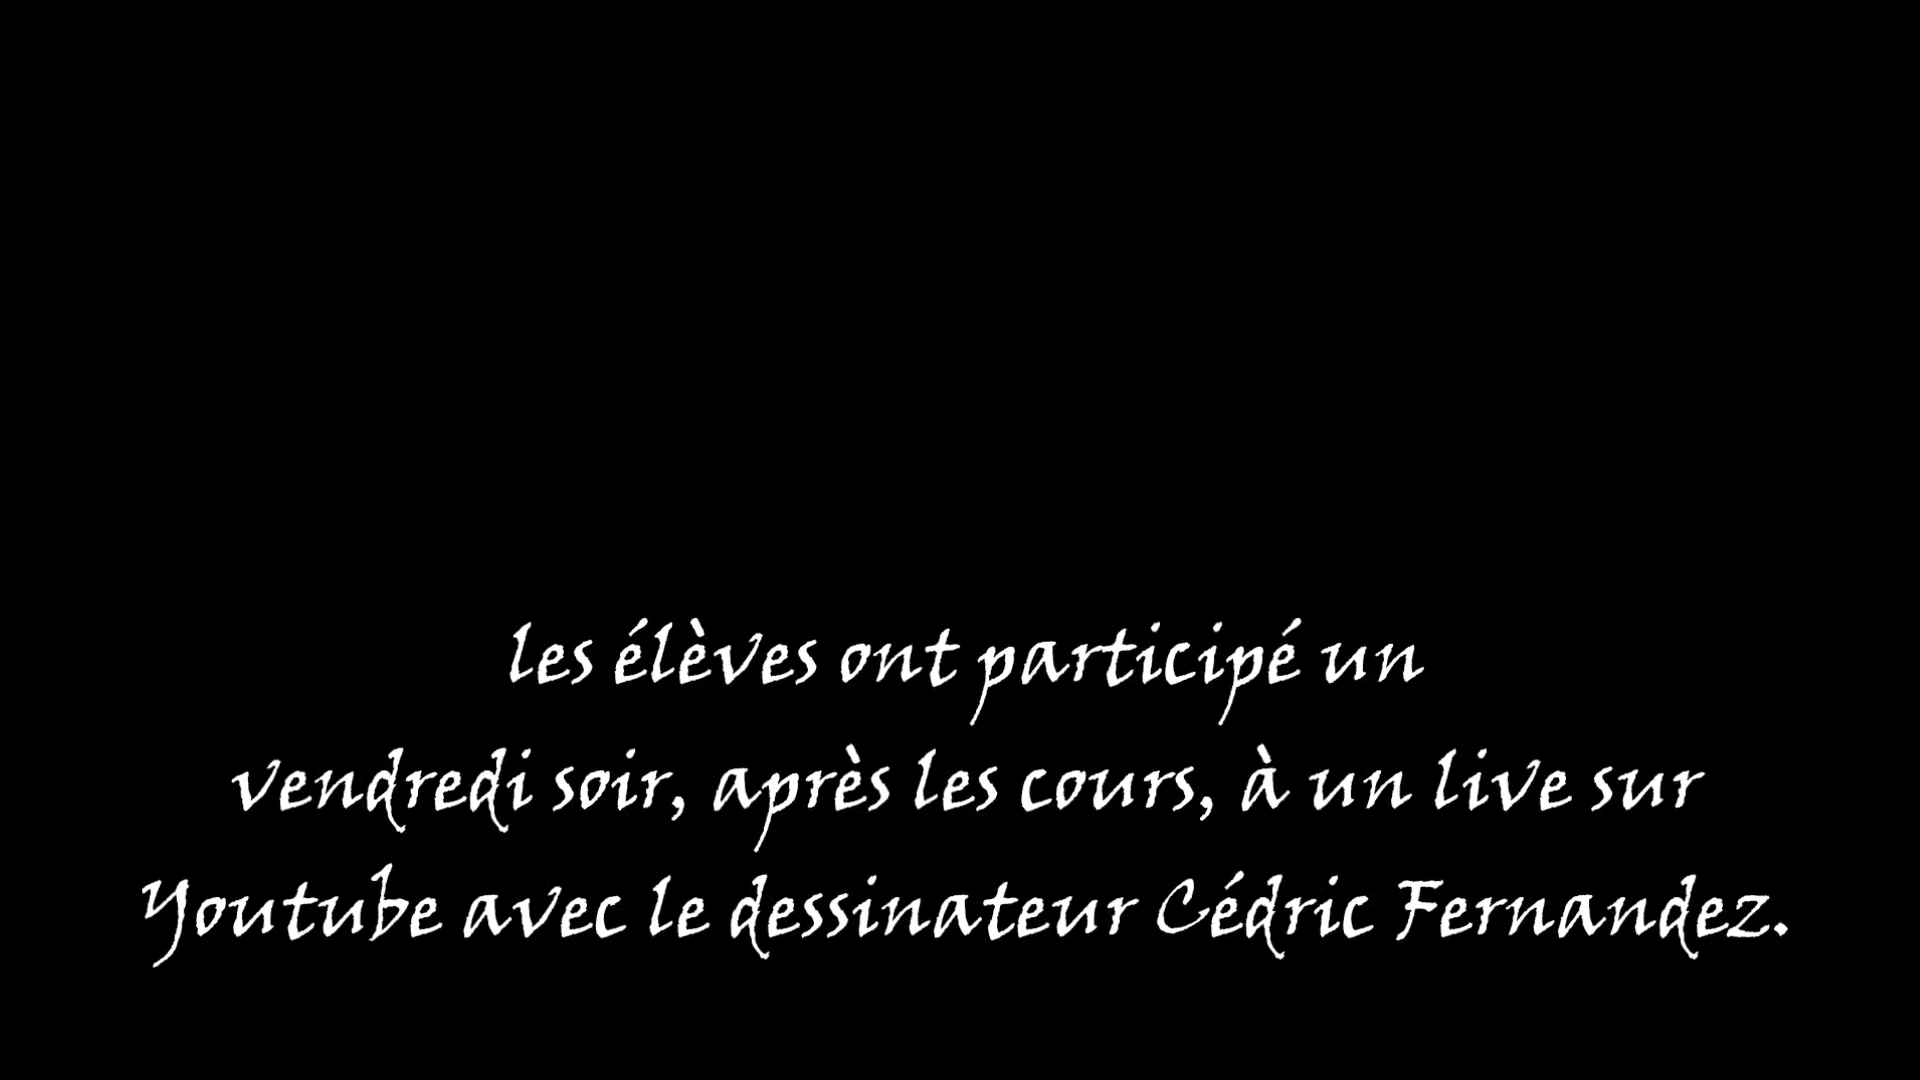 les élèves ont participé un
vendredi soir, après les cours, à un live sur
Youtube avec le dessinateur Cédric Fernandez.